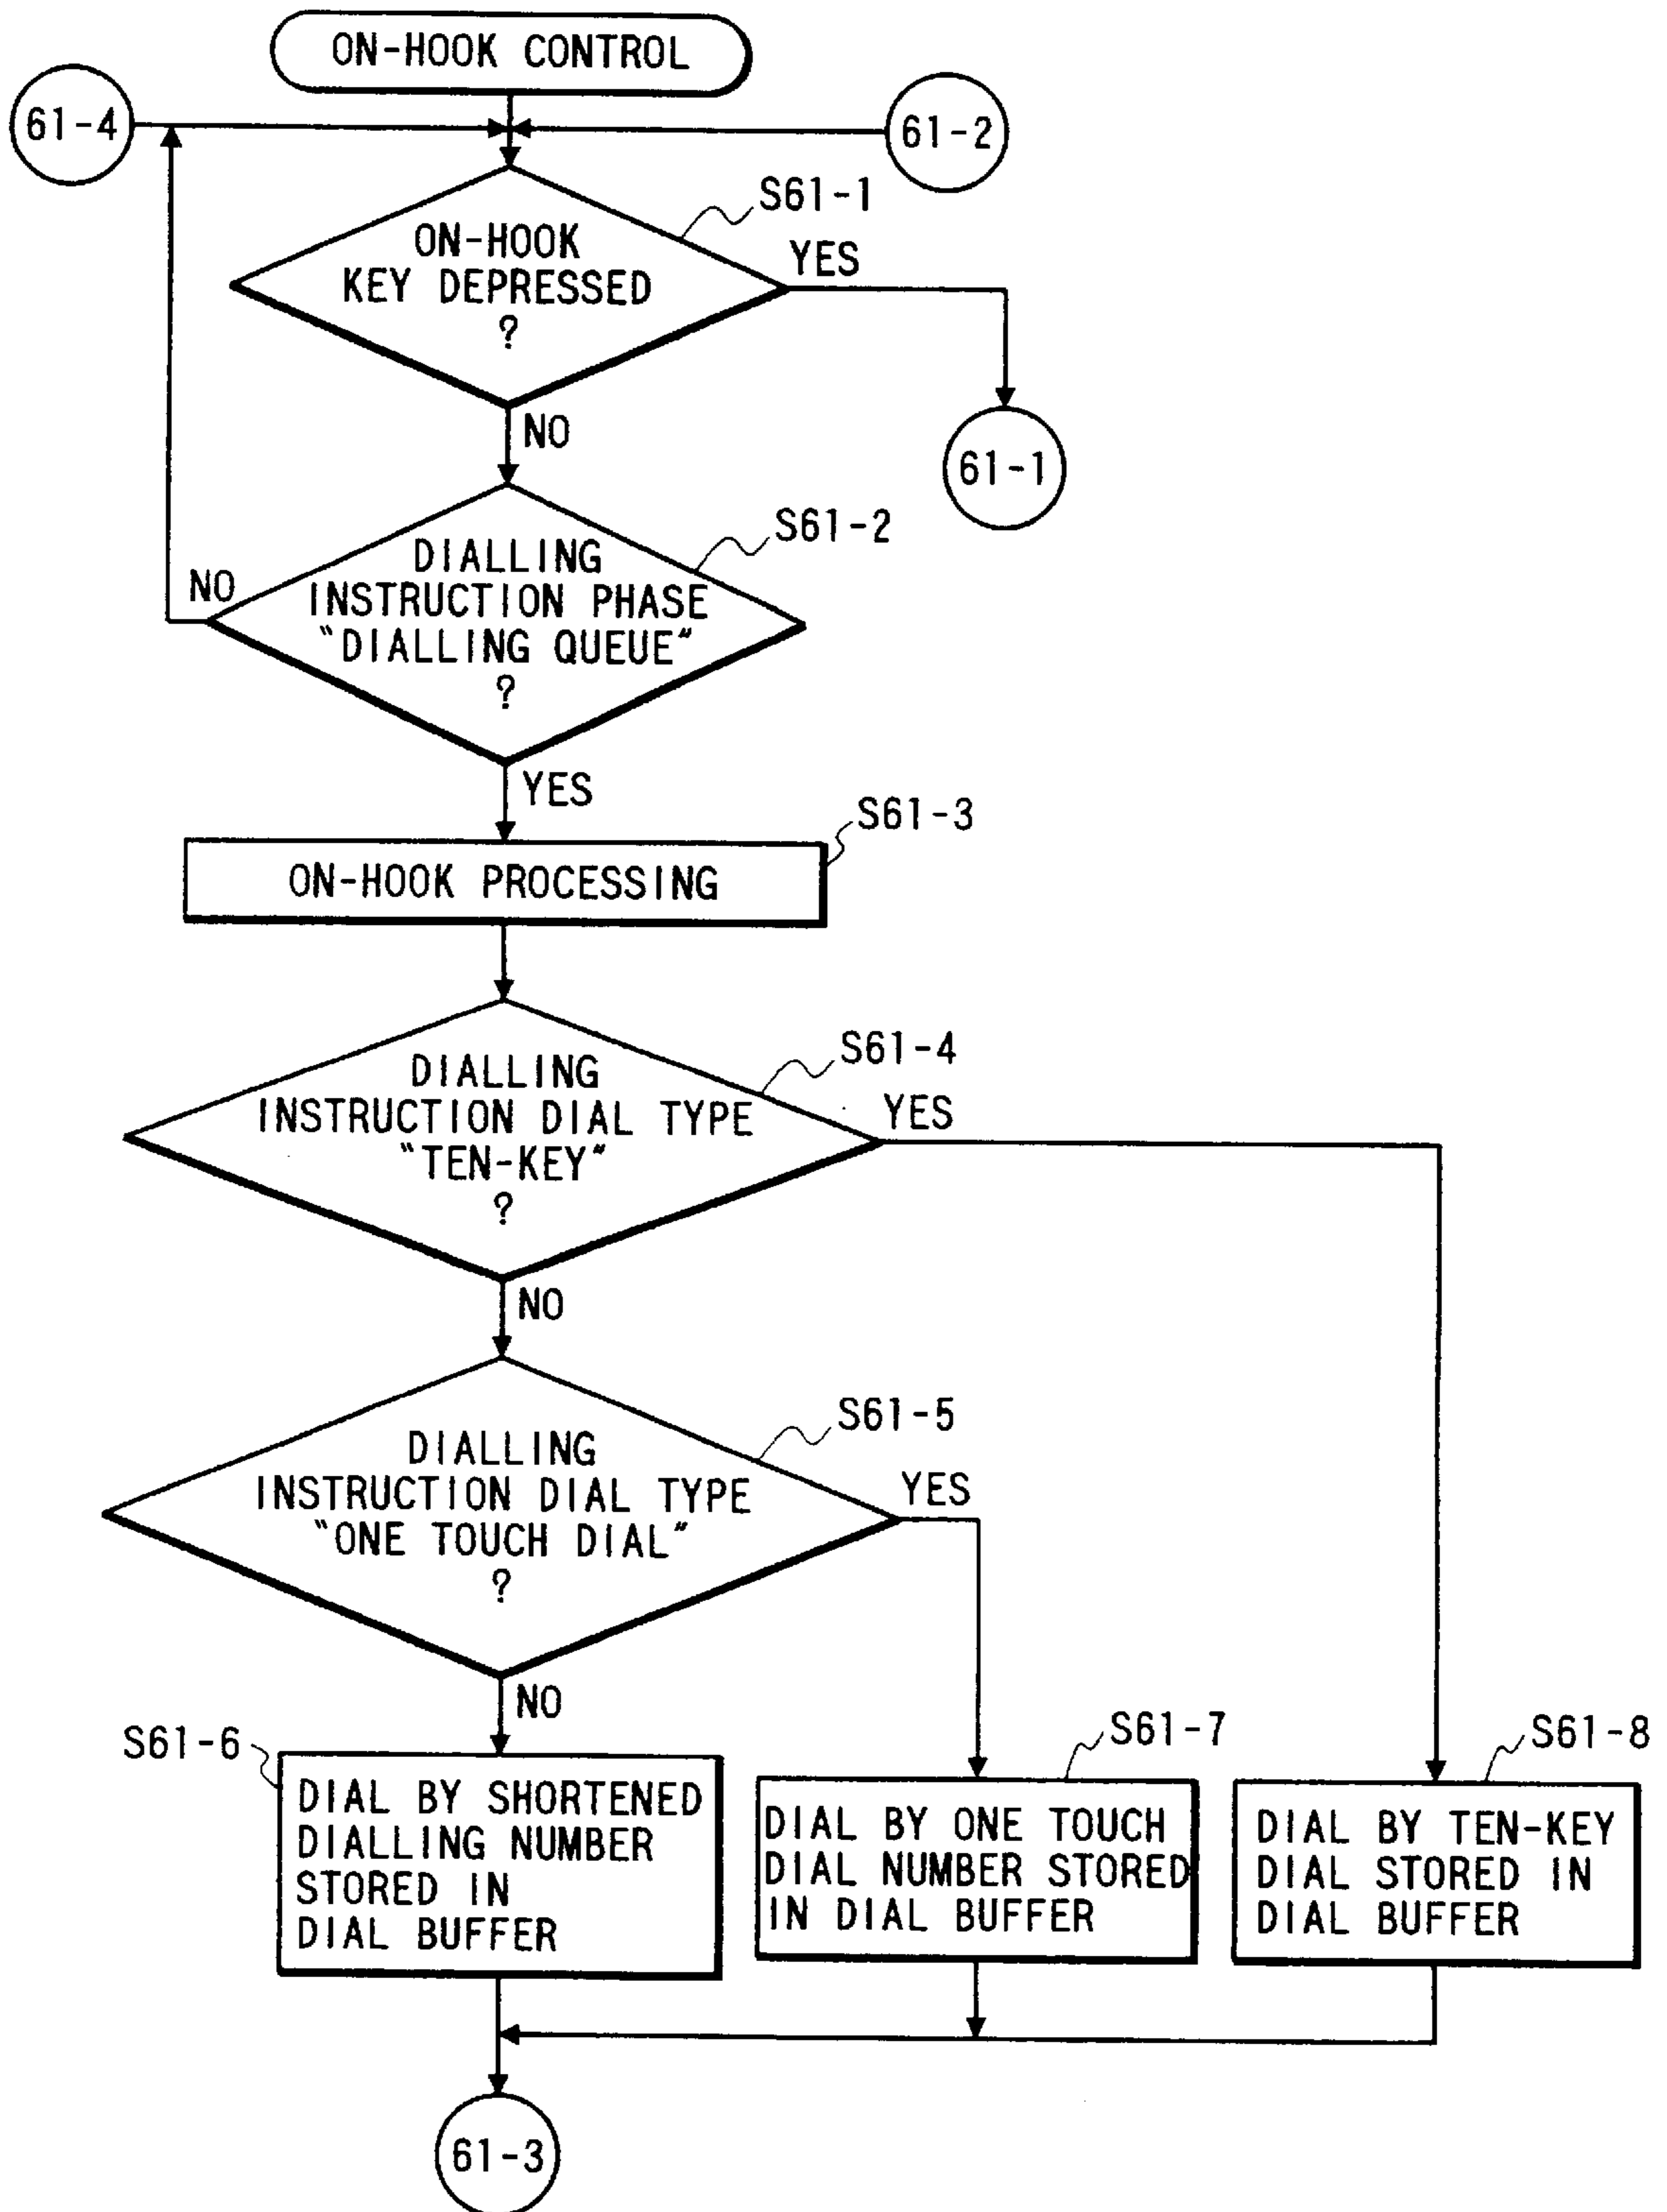 ON-HOOK CONTROL
61-4
61-2
S61-1
ON-HOOK
KEY DEPRESSED
?
YES
61-1
NO
S61-2
DIALLING
INSTRUCTION PHASE
"DIALLING QUEUE"
?
NO
YES
S61-3
ON-HOOK PROCESSING
S61-4
DIALLING
INSTRUCTION DIAL TYPE
"TEN-KEY"
?
YES
NO
S61-5
DIALLING
INSTRUCTION DIAL TYPE
"ONE TOUCH DIAL"
?
YES
NO
S61-6
DIAL BY SHORTENED
DIALLING NUMBER
STORED IN
DIAL BUFFER
S61-7
DIAL BY ONE TOUCH
DIAL NUMBER STORED
IN DIAL BUFFER
S61-8
DIAL BY TEN-KEY
DIAL STORED IN
DIAL BUFFER
61-3